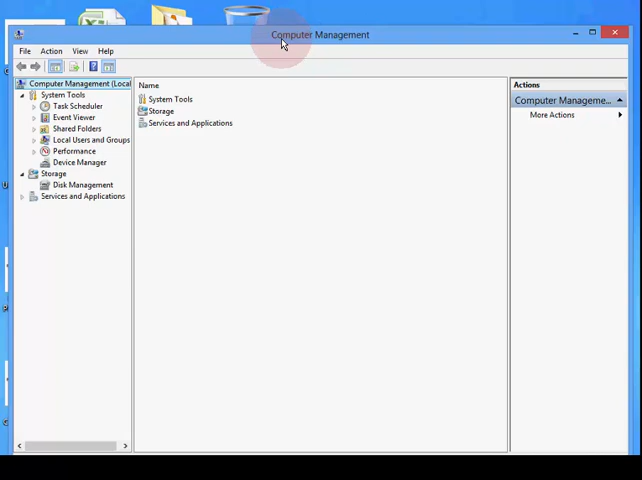 Computer Management
File Action View Help
Computer Management (Local
System Tools
Task Scheduler
Event Viewer
Shared Folders
Local Users and Groups
Performance
Device Manager
Storage
Disk Management
Services and Applications
Name
System Tools
Storage
Services and Applications
Actions
Computer Manageme...
More Actions